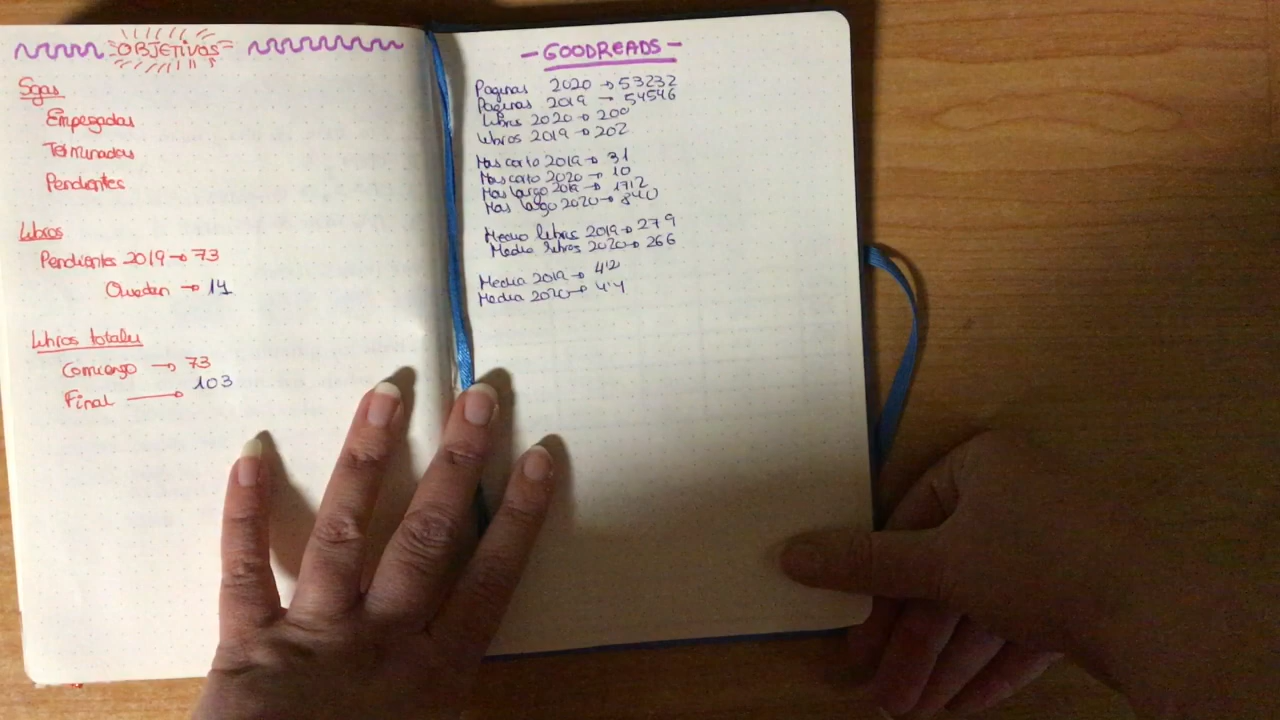 OBJETIVOS
Sgas
Empezadas
Terminadas
Pendientes
Libros
Pendientes 2019 → 73
Quedan → 14
Libros totales
Comienzo → 73
Final → 103
- GOODREADS -
Paginas 2020 → 53232
Paginas 2019 → 54546
Libros 2020 → 200
Libros 2019 → 202
Mas corto 2019 → 31
Mas corto 2020 → 10
Mas largo 2019 → 1712
Mas largo 2020 → 840
Media libros 2019 → 279
Media libros 2020 → 266
Media 2019 → 4'2
Media 2020 → 4'4